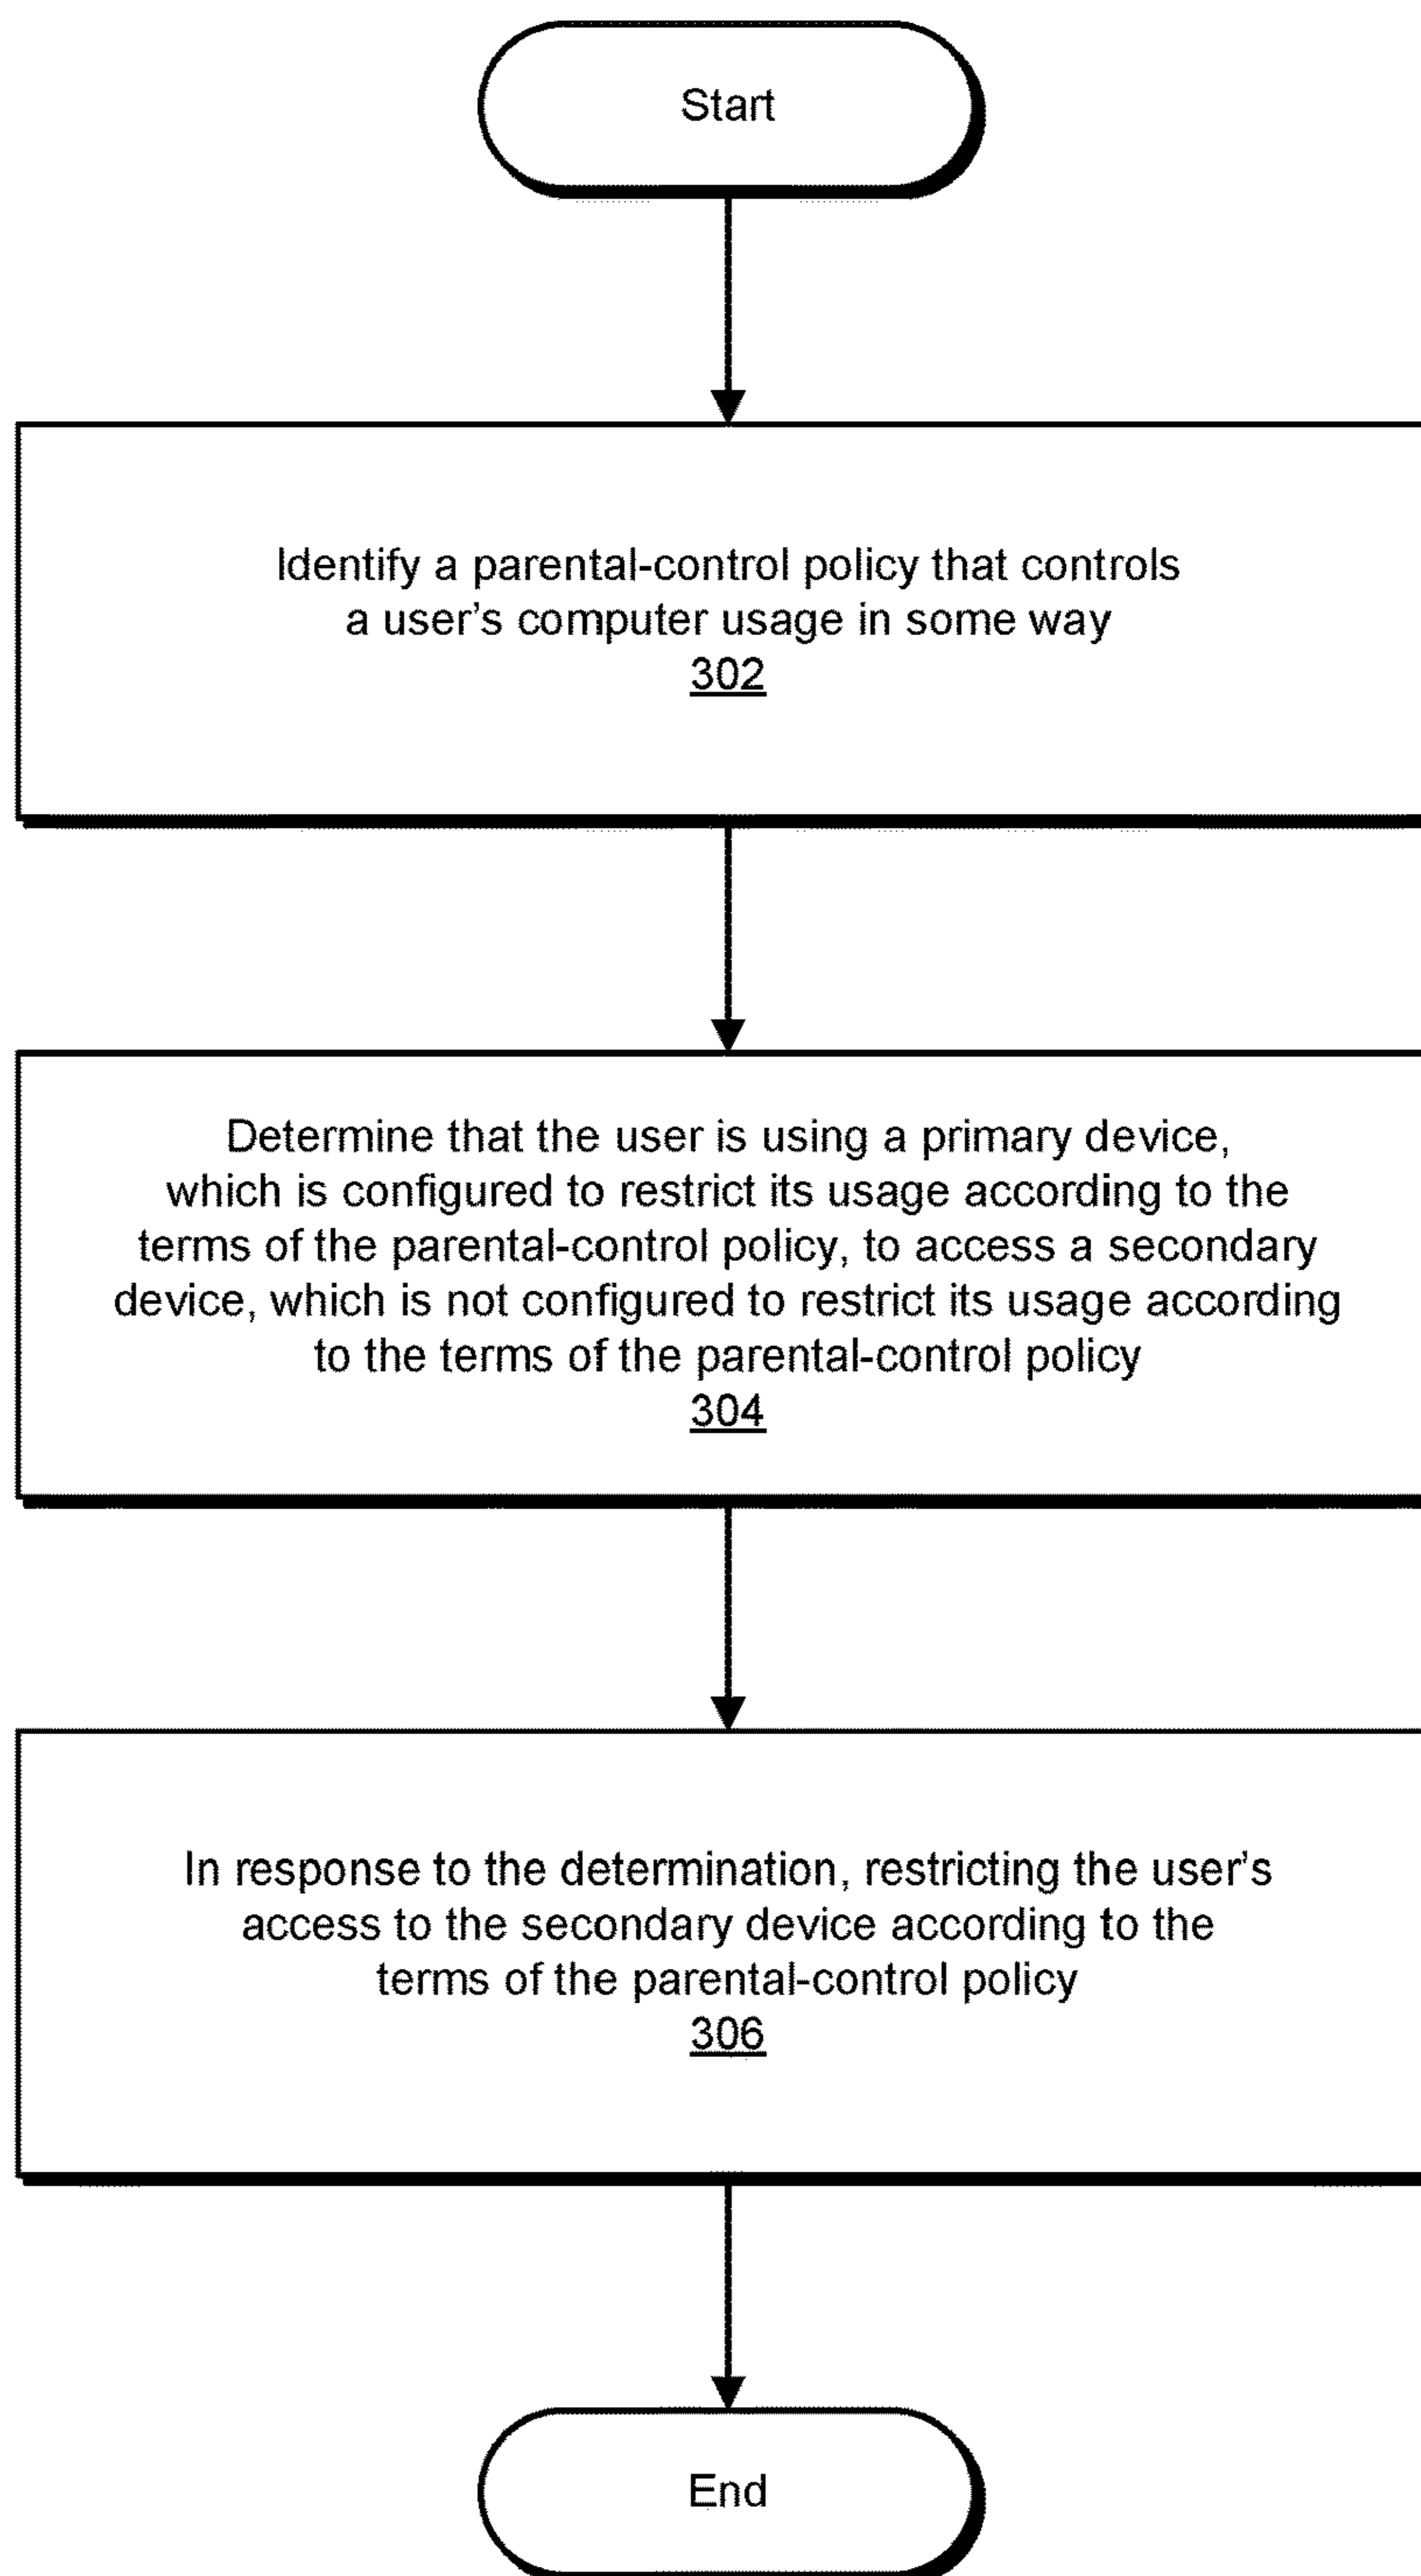 Start
Identify a parental-control policy that controls
a user's computer usage in some way
302
Determine that the user is using a primary device,
which is configured to restrict its usage according to the
terms of the parental-control policy, to access a secondary
device, which is not configured to restrict its usage according
to the terms of the parental-control policy
304
In response to the determination, restricting the user's
access to the secondary device according to the
terms of the parental-control policy
306
End